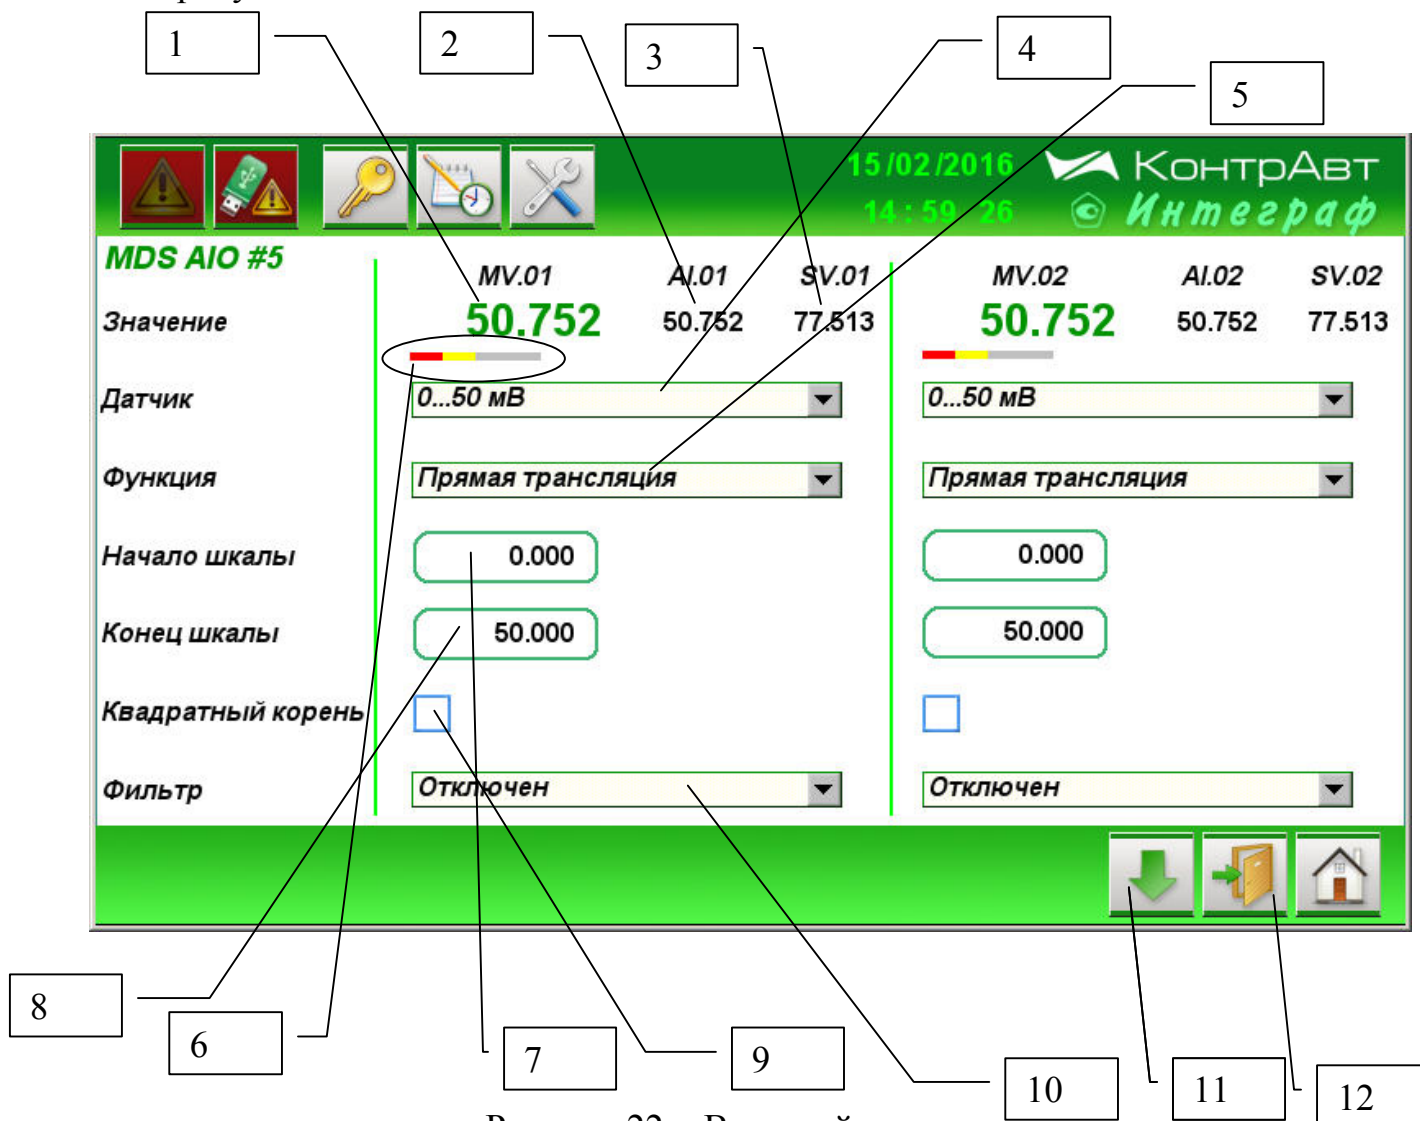 1 2 3 4 5
15/02/2016
14:59 26
КонтрАвт
Интеграф
MDS AIO #5
MV.01 AI.01 SV.01 MV.02 AI.02 SV.02
Значение 50.752 50.752 77.513 50.752 50.752 77.513
Датчик 0...50 мВ 0...50 мВ
Функция Прямая трансляция Прямая трансляция
Начало шкалы 0.000 0.000
Конец шкалы 50.000 50.000
Квадратный корень
Фильтр Отключен Отключен
8 6 7 9 10 11 12